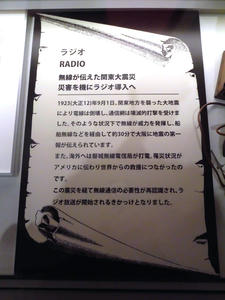 ラジオ
RADIO
無線が伝えた関東大震災
災害を機にラジオ導入へ
1923(大正12)年9月1日、関東地方を襲った大地震
により電線は倒壊し、通信網は壊滅的打撃を受けまし
た。そのような状況下で無線が威力を発揮し、船
舶無線などを経由して約30分で大阪に地震の第一
報が伝えられています。
また、海外へは磐城無線電信局が打電、罹災状況が
アメリカに伝わり世界からの救援につながったので
す。
この震災を経て無線通信の必要性が再認識され、ラ
ジオ放送が開始されるきっかけとなりました。